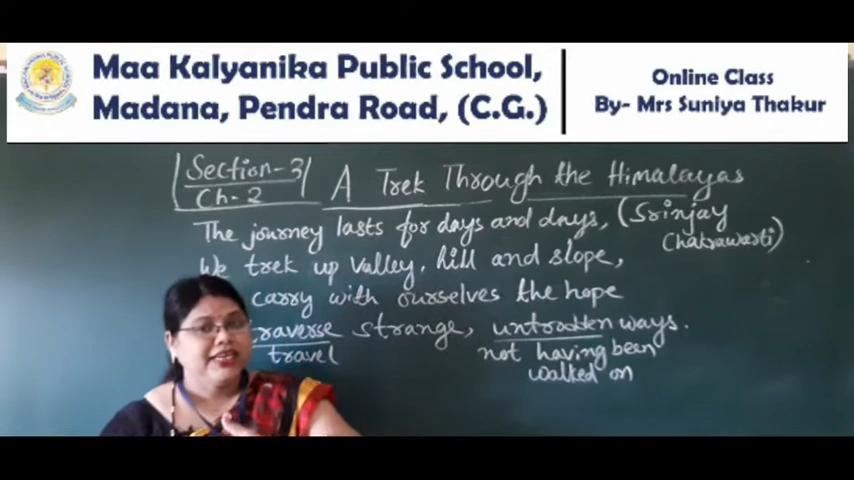 Maa Kalyanika Public School,
Madana, Pendra Road, (C.G.)
Online Class
By- Mrs Suniya Thakur
Section-3
Ch-2
A Trek Through the Himalayas
(Srinjay
Chakrawarti)
The journey lasts for days and days,
We trek up valley, hill and slope,
carry with ourselves the hope
traverse strange, untrodden ways.
travel
not having been
walked on